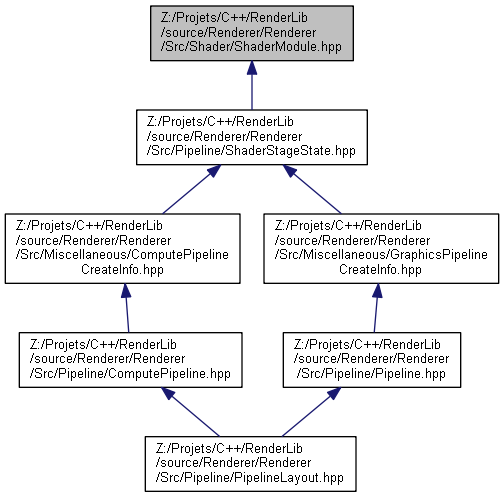 Z:/Projets/C++/RenderLib
/source/Renderer/Renderer
/Src/Shader/ShaderModule.hpp
Z:/Projets/C++/RenderLib
/source/Renderer/Renderer
/Src/Pipeline/ShaderStageState.hpp
Z:/Projets/C++/RenderLib
/source/Renderer/Renderer
/Src/Miscellaneous/ComputePipeline
CreateInfo.hpp
Z:/Projets/C++/RenderLib
/source/Renderer/Renderer
/Src/Miscellaneous/GraphicsPipeline
CreateInfo.hpp
Z:/Projets/C++/RenderLib
/source/Renderer/Renderer
/Src/Pipeline/ComputePipeline.hpp
Z:/Projets/C++/RenderLib
/source/Renderer/Renderer
/Src/Pipeline/Pipeline.hpp
Z:/Projets/C++/RenderLib
/source/Renderer/Renderer
/Src/Pipeline/PipelineLayout.hpp